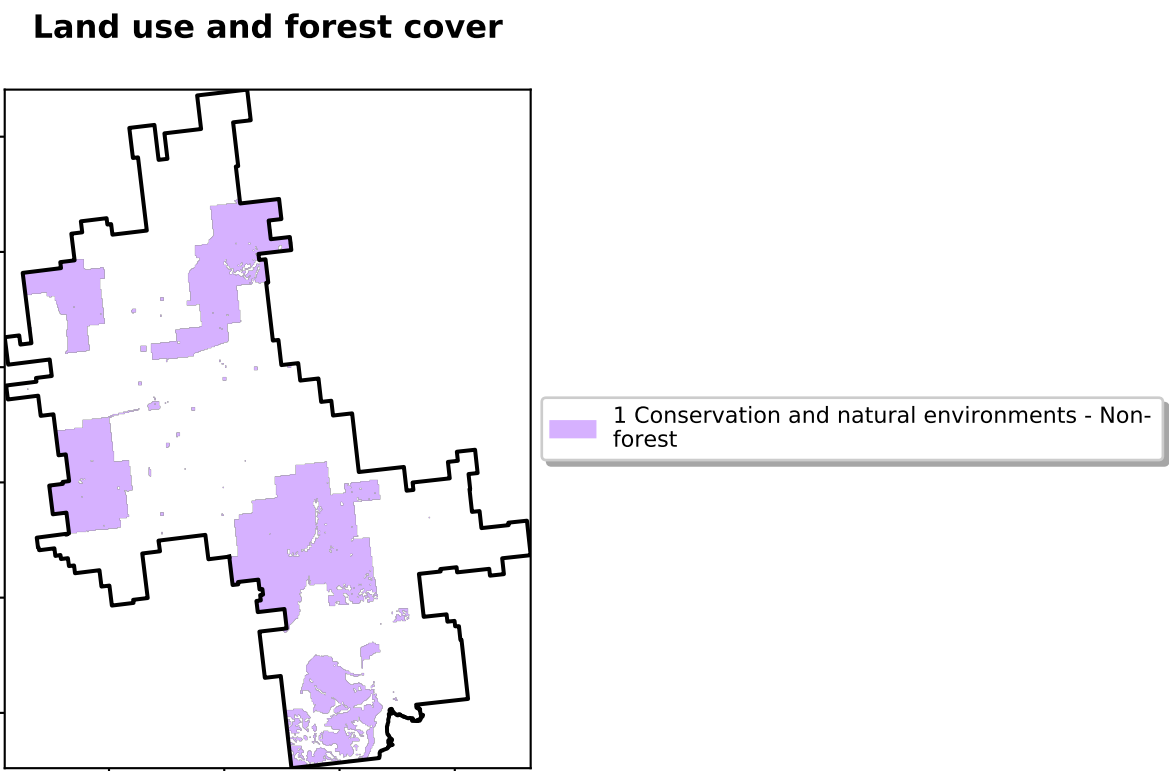 Land use and forest cover
1 Conservation and natural environments - Non-
forest